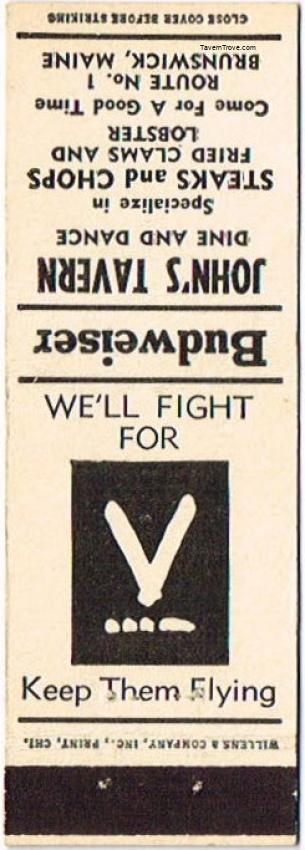 CLOSE COVER BEFORE STRIKING
TavernTrove.com
JOHN'S TAVERN
DINE AND DANCE
Specialize in
STEAKS and CHOPS
FRIED CLAMS AND
LOBSTER
Come For A Good Time
ROUTE No. 1
BRUNSWICK, MAINE
Budweiser
WE'LL FIGHT
FOR
V
Keep Them Flying
WILLENS & COMPANY, INC., PRINT, CHI.